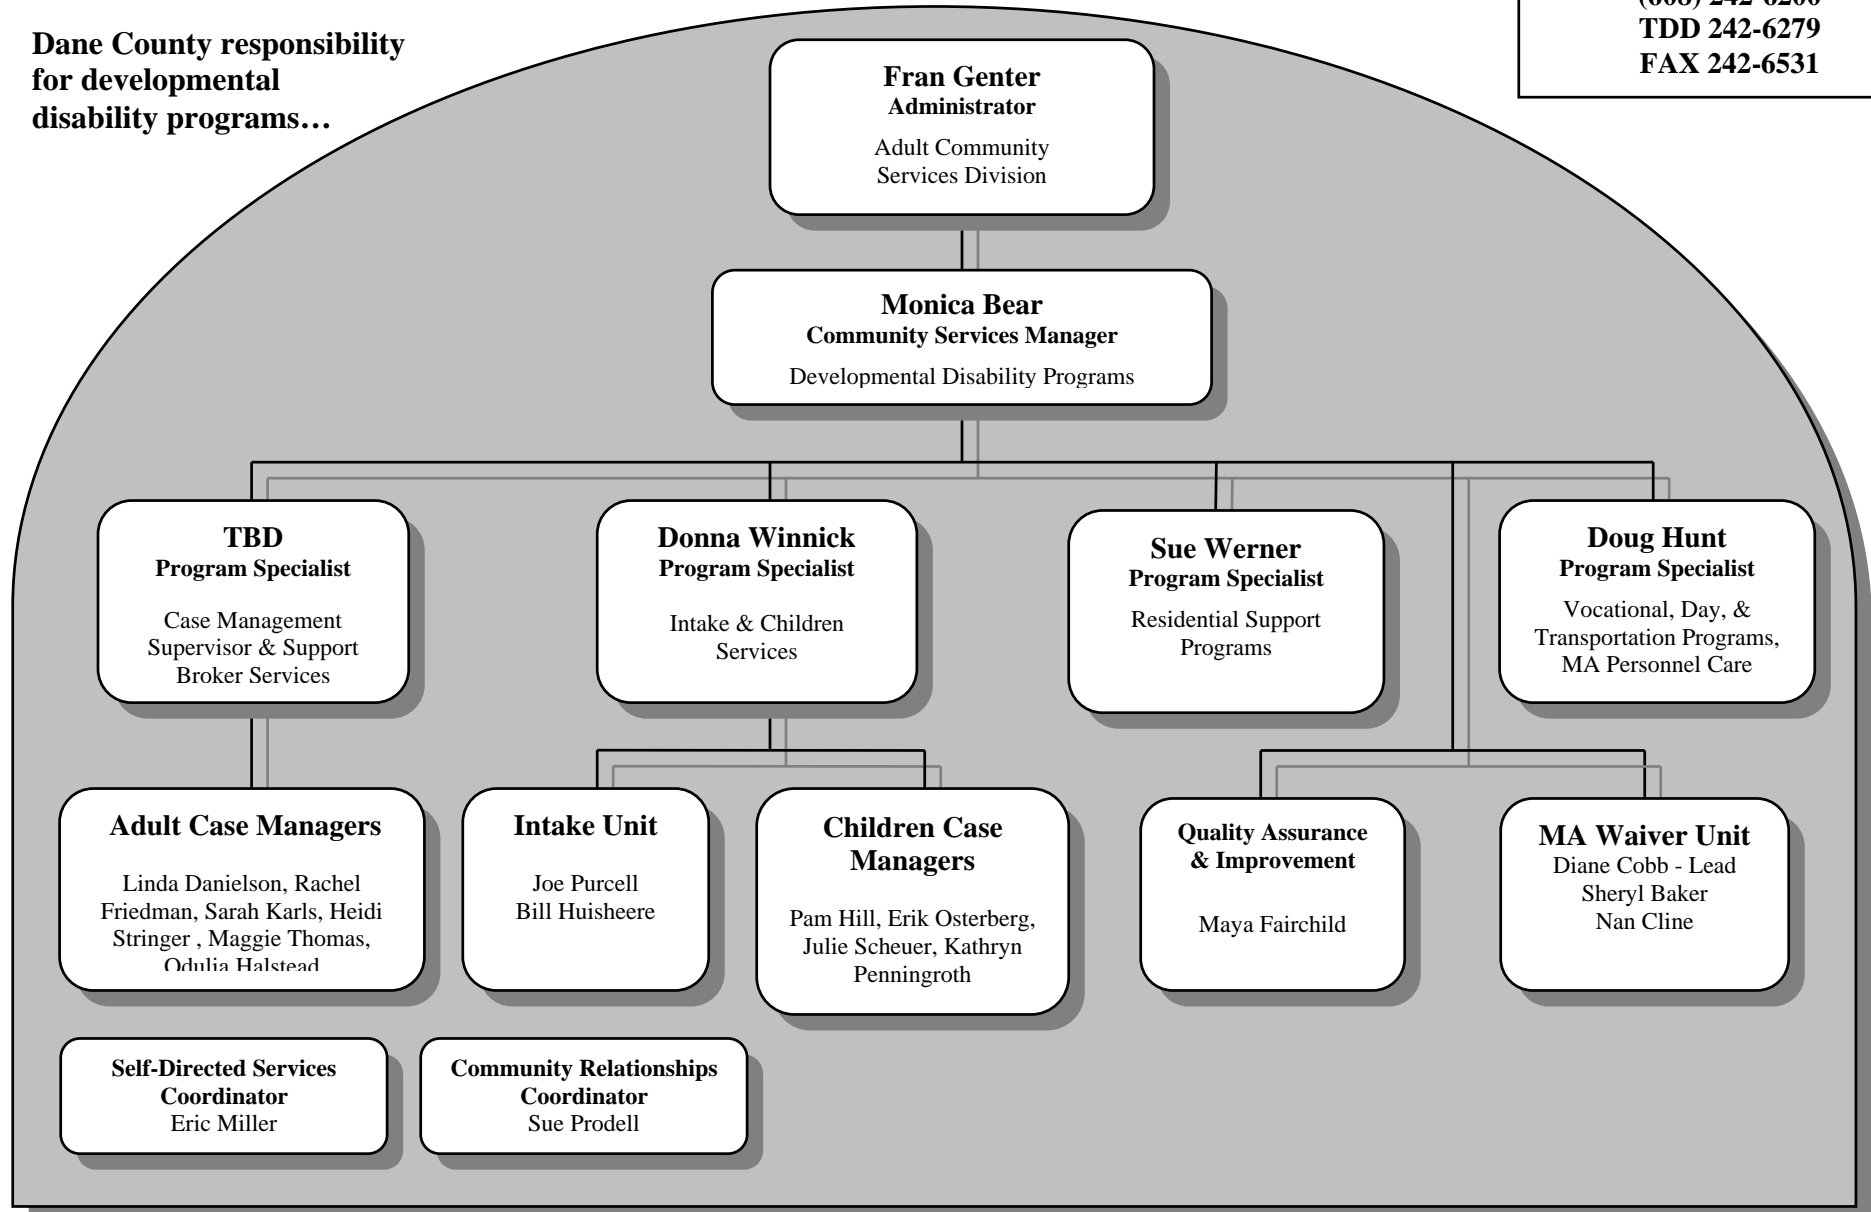 Dane County responsibility
for developmental
disability programs…
(608) 242-6200
TDD 242-6279
FAX 242-6531
Fran Genter
Administrator
Adult Community
Services Division
Monica Bear
Community Services Manager
Developmental Disability Programs
TBD
Program Specialist
Case Management
Supervisor & Support
Broker Services
Donna Winnick
Program Specialist
Intake & Children
Services
Sue Werner
Program Specialist
Residential Support
Programs
Doug Hunt
Program Specialist
Vocational, Day, &
Transportation Programs,
MA Personnel Care
Adult Case Managers
Linda Danielson, Rachel
Friedman, Sarah Karls, Heidi
Stringer , Maggie Thomas,
Odulia Halstead
Intake Unit
Joe Purcell
Bill Huisheere
Children Case
Managers
Pam Hill, Erik Osterberg,
Julie Scheuer, Kathryn
Penningroth
Quality Assurance
& Improvement
Maya Fairchild
MA Waiver Unit
Diane Cobb - Lead
Sheryl Baker
Nan Cline
Self-Directed Services
Coordinator
Eric Miller
Community Relationships
Coordinator
Sue Prodell